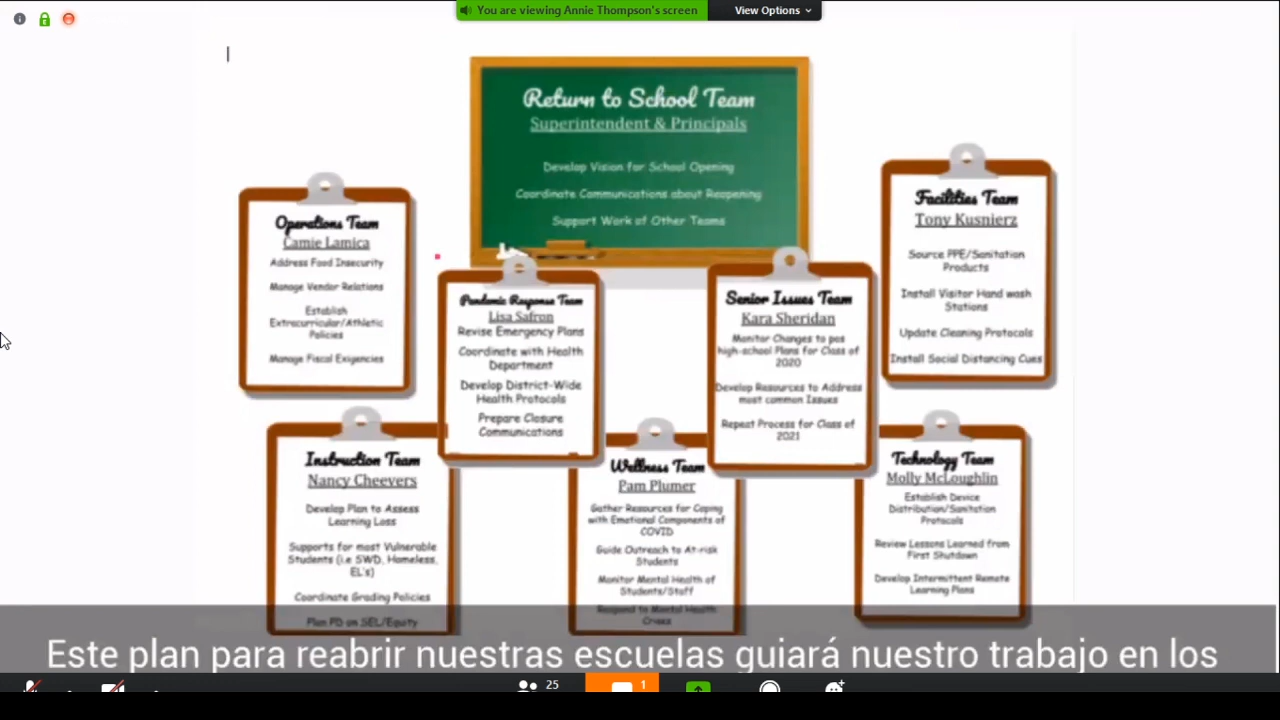 You are viewing Annie Thompson's screen
View Options
Return to School Team
Superintendent & Principals
Develop Vision for School Opening
Coordinate Communications about Reopening
Support Work of Other Teams
Operations Team
Camie Lamica
Address Food Insecurity
Manage Vendor Relations
Establish
Extracurricular/Athletic
Policies
Manage Fiscal Exigencies
Pandemic Response Team
Lisa Safron
Revise Emergency Plans
Coordinate with Health
Department
Develop District-Wide
Health Protocols
Prepare Closure
Communications
Senior Issues Team
Kara Sheridan
Monitor Changes to pos
high-school Plans for Class of
2020
Develop Resources to Address
most common Issues
Repeat Process for Class of
2021
Facilities Team
Tony Kusnierz
Source PPE/Sanitation
Products
Install Visitor Hand wash
Stations
Update Cleaning Protocols
Install Social Distancing Cues
Instruction Team
Nancy Cheevers
Develop Plan to Assess
Learning Loss
Supports for most Vulnerable
Students (i.e SWD, Homeless,
EL's)
Coordinate Grading Policies
Plan PD on SEL/Equity
Wellness Team
Pam Plumer
Gather Resources for Coping
with Emotional Components of
COVID
Guide Outreach to At-risk
Students
Monitor Mental Health of
Students/Staff
Respond to Mental Health
Crises
Technology Team
Molly McLoughlin
Establish Device
Distribution/Sanitation
Protocols
Review Lessons Learned from
First Shutdown
Develop Intermittent Remote
Learning Plans
Este plan para reabrir nuestras escuelas guiará nuestro trabajo en los
25
1